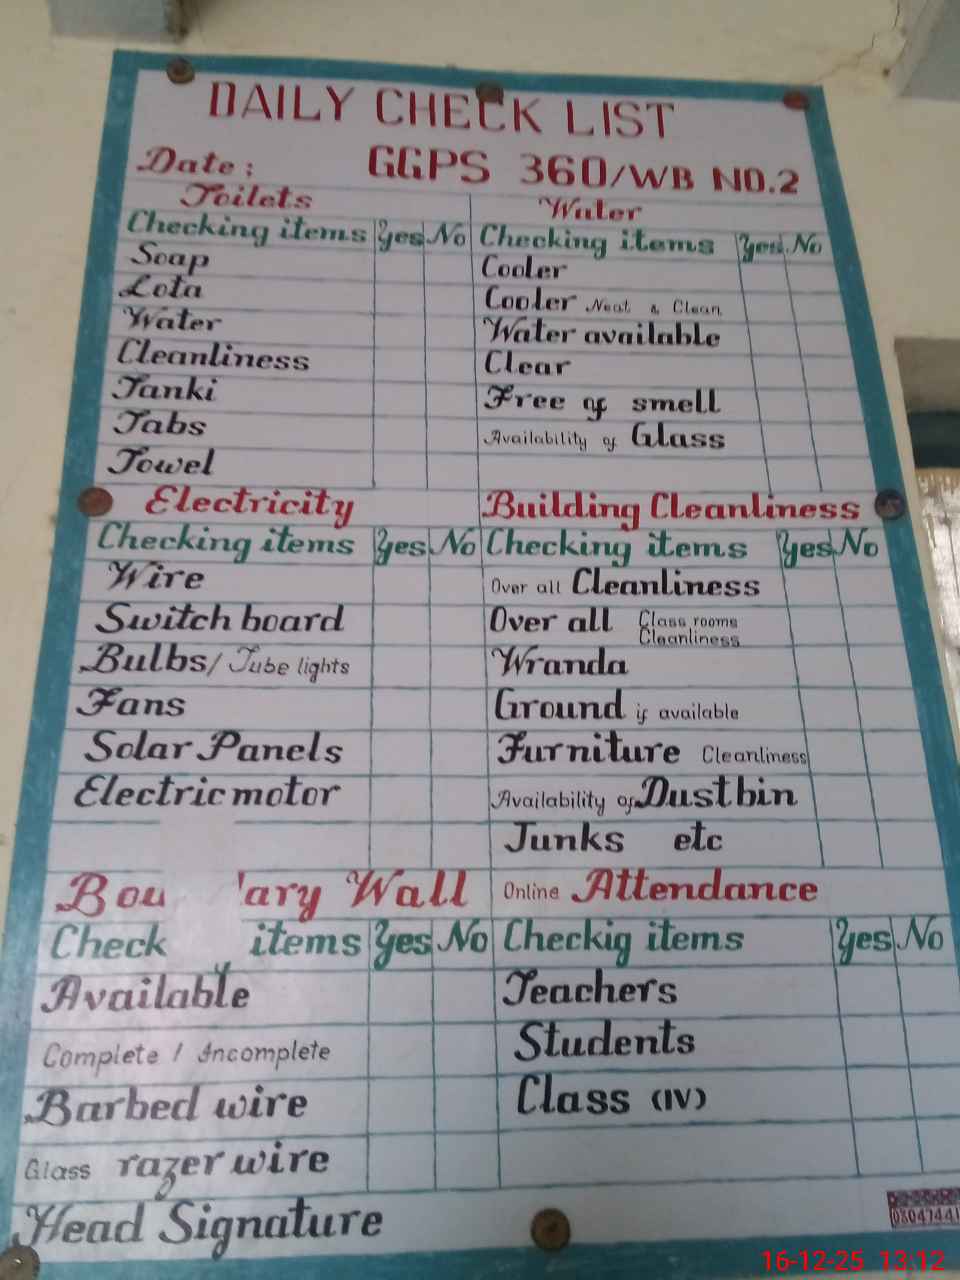 DAILY CHECK LIST
Date: GGPS 360/WB NO.2
Toilets
Checking items Yes No
Soap
Lota
Water
Cleanliness
Tanki
Tabs
Towel
Water
Checking items Yes No
Cooler
Cooler Neat & Clean
Water available
Clear
Free of smell
Availability of Glass
Electricity
Checking items Yes No
Wire
Switch board
Bulbs/ Tube lights
Fans
Solar Panels
Electric motor
Building Cleanliness
Checking items Yes No
Over all Cleanliness
Over all Class rooms
Cleanliness
Wranda
Ground if available
Furniture Cleanliness
Availability of Dustbin
Junks etc
Bou ary Wall
Check items Yes No
Available
Complete / Incomplete
Barbed wire
Glass razer wire
Online Attendance
Checkig items Yes No
Teachers
Students
Class (IV)
Head Signature
16-12-25 13:12